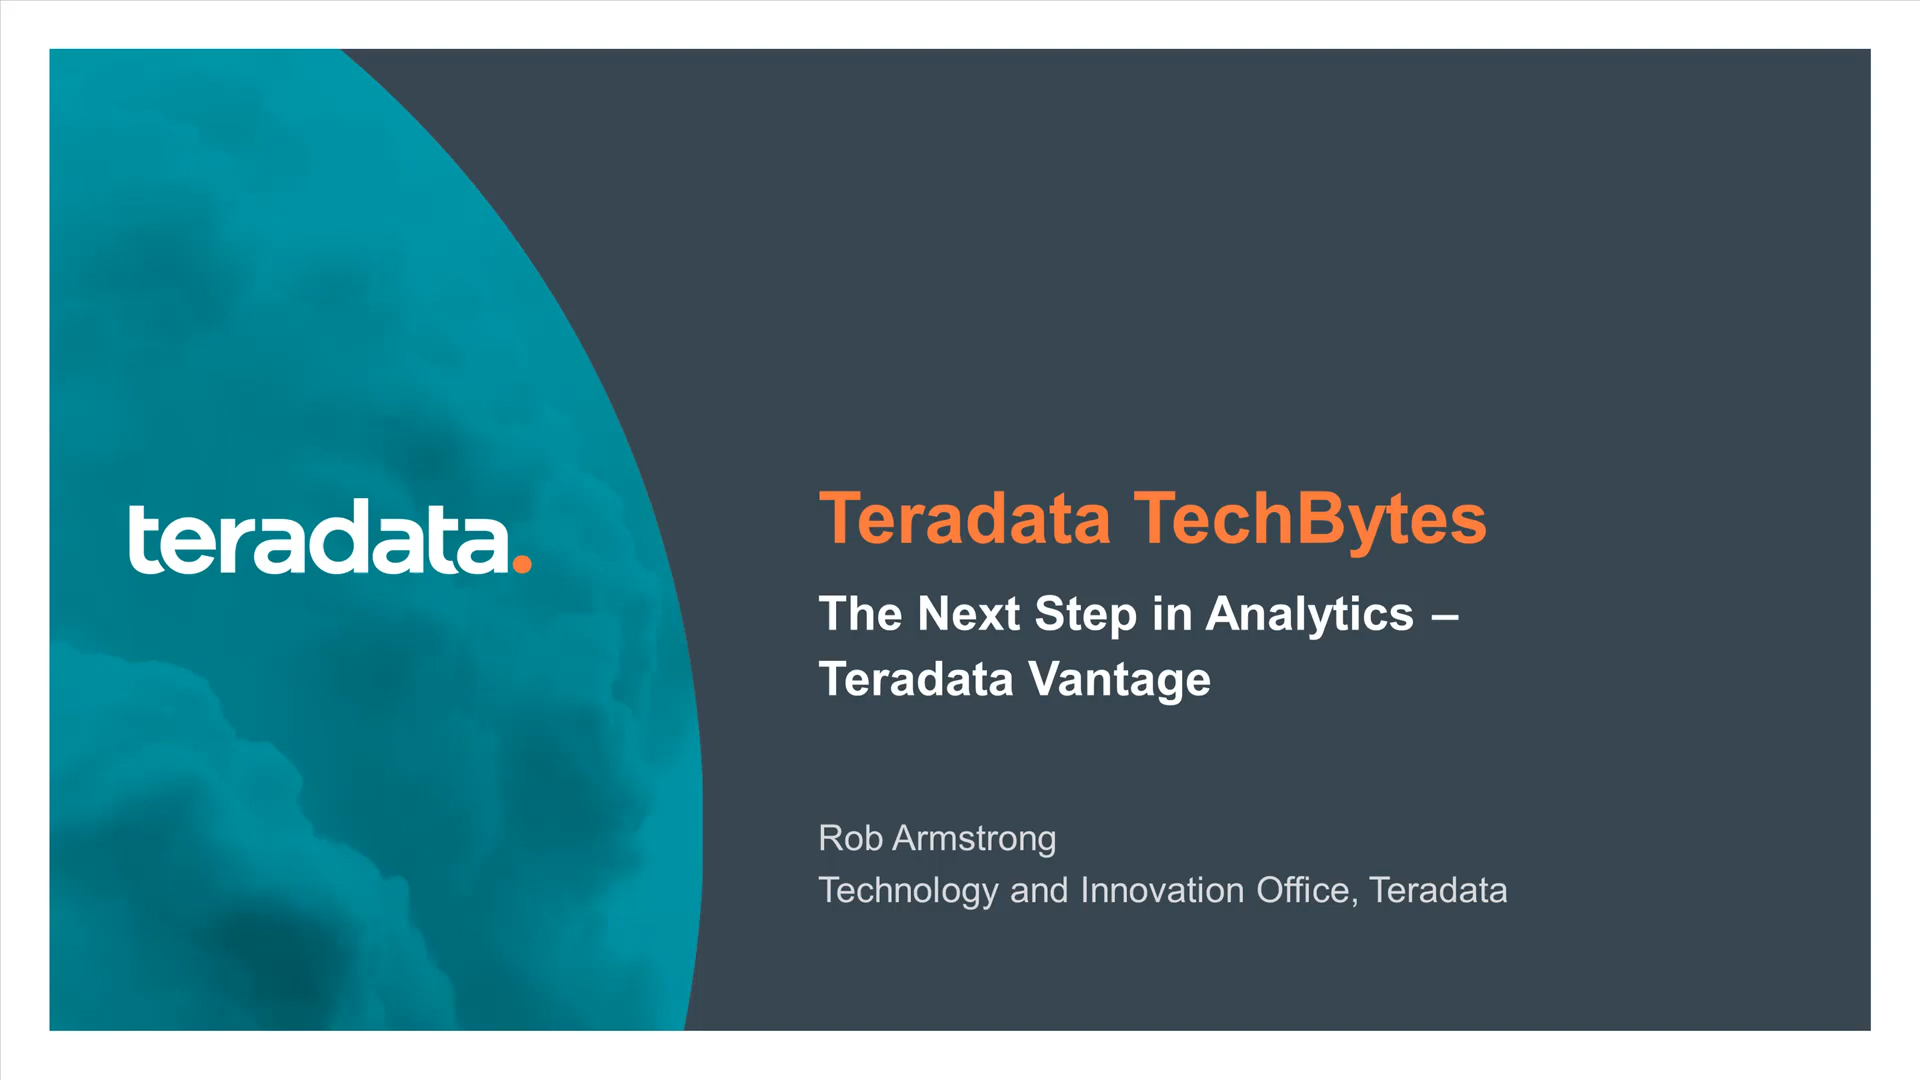 teradata.
Teradata TechBytes
The Next Step in Analytics –
Teradata Vantage
Rob Armstrong
Technology and Innovation Office, Teradata